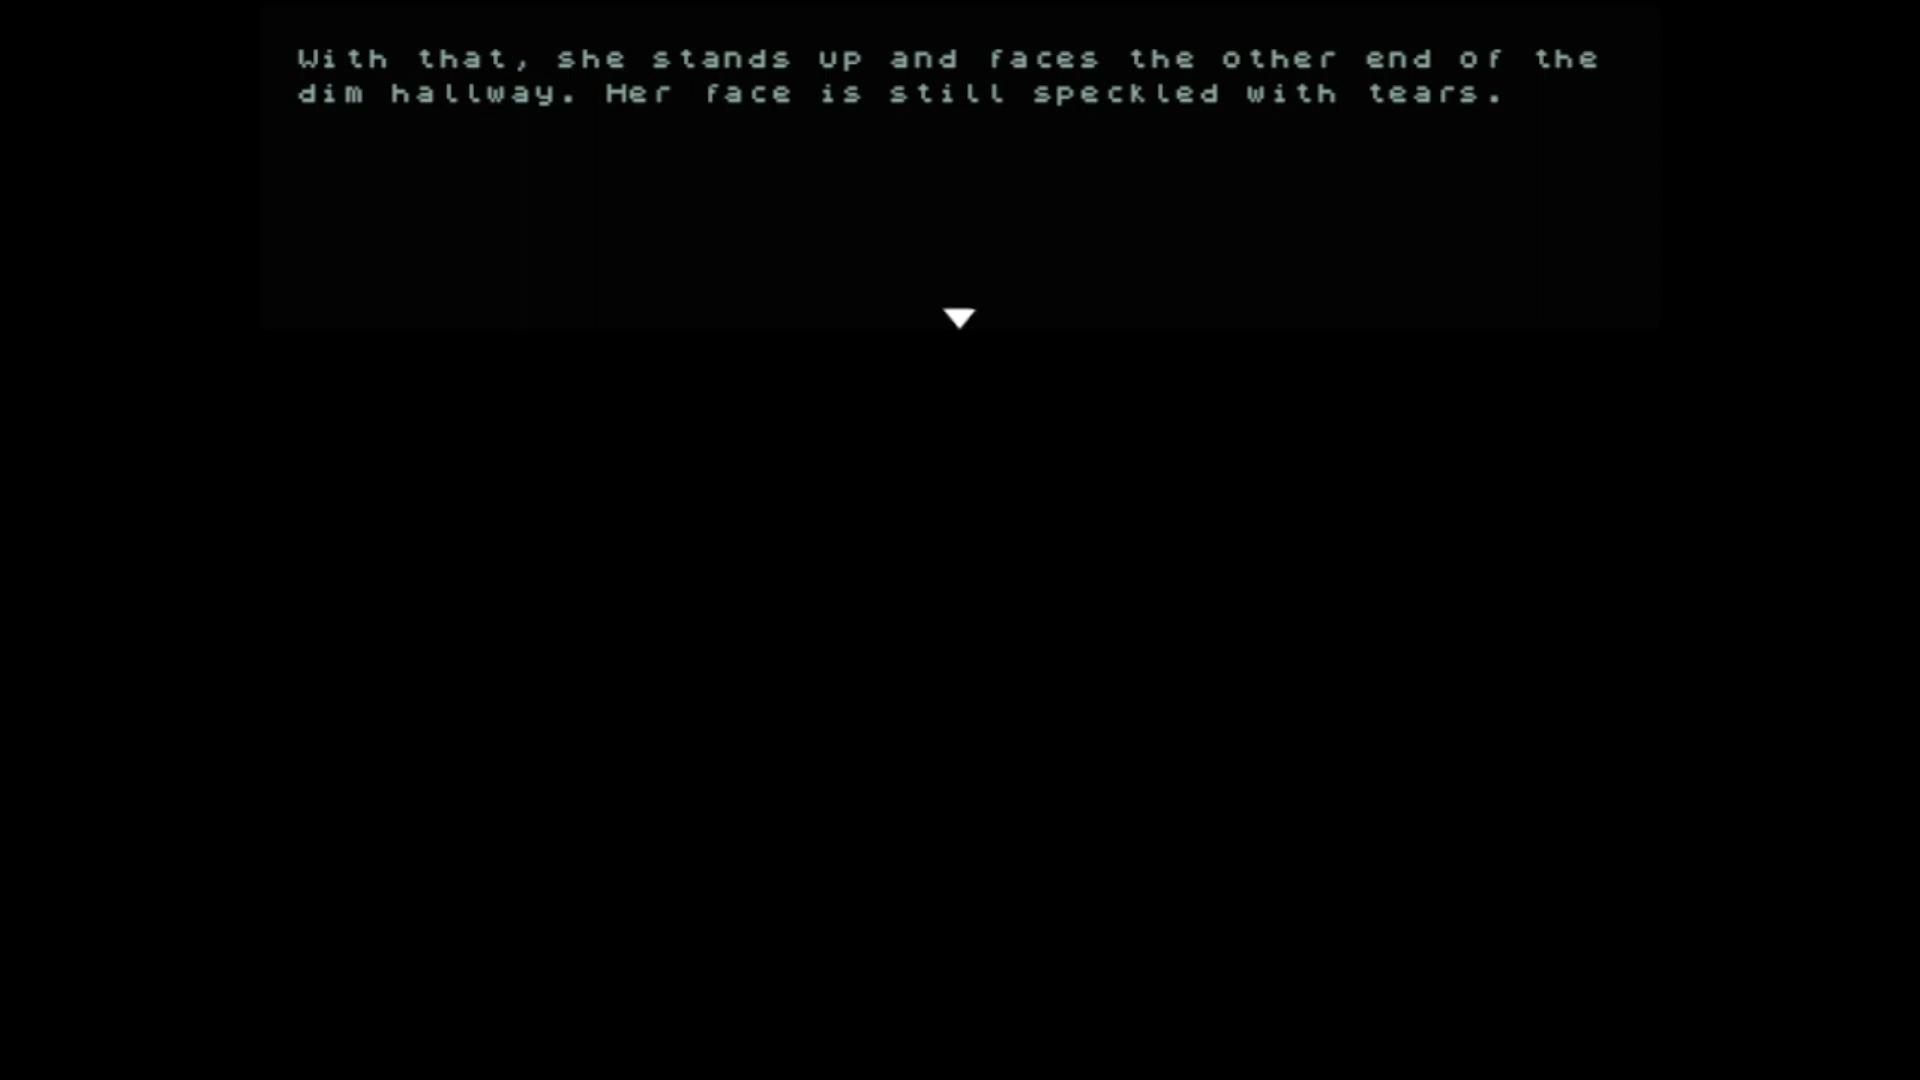 With that, she stands up and faces the other end of the
dim hallway. Her face is still speckled with tears.